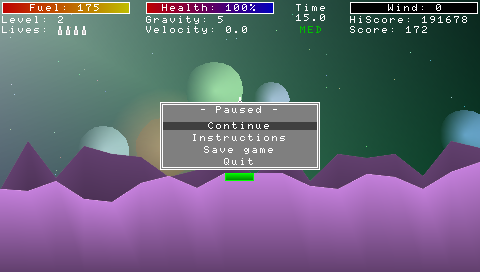 Fuel: 175
Health: 100%
Time
Wind: 0
Level: 2
Gravity: 5
15.0
HiScore: 191678
Lives:
Velocity: 0.0
MED
Score: 172
- Paused -
Continue
Instructions
Save game
Quit